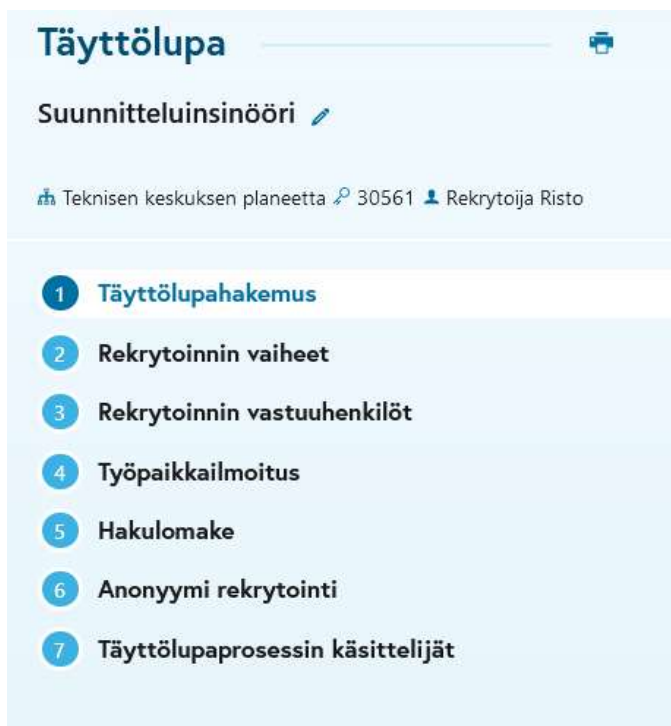 Täyttölupa
Suunnitteluinsinööri
Teknisen keskuksen planeetta 30561 Rekrytoija Risto
1 Täyttölupahakemus
2 Rekrytoinnin vaiheet
3 Rekrytoinnin vastuuhenkilöt
4 Työpaikkailmoitus
5 Hakulomake
6 Anonyymi rekrytointi
7 Täyttölupaprosessin käsittelijät